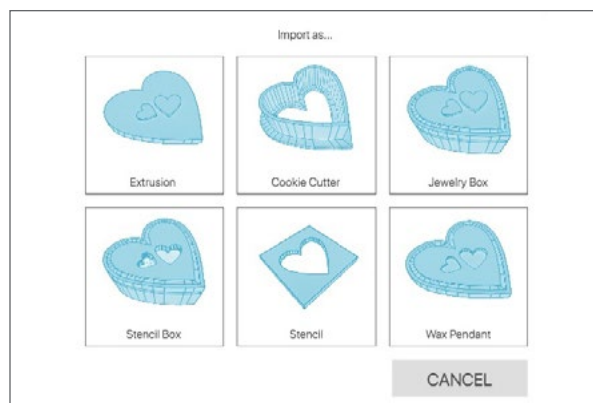 Import as...
Extrusion
Cookie Cutter
Jewelry Box
Stencil Box
Stencil
Wax Pendant
CANCEL